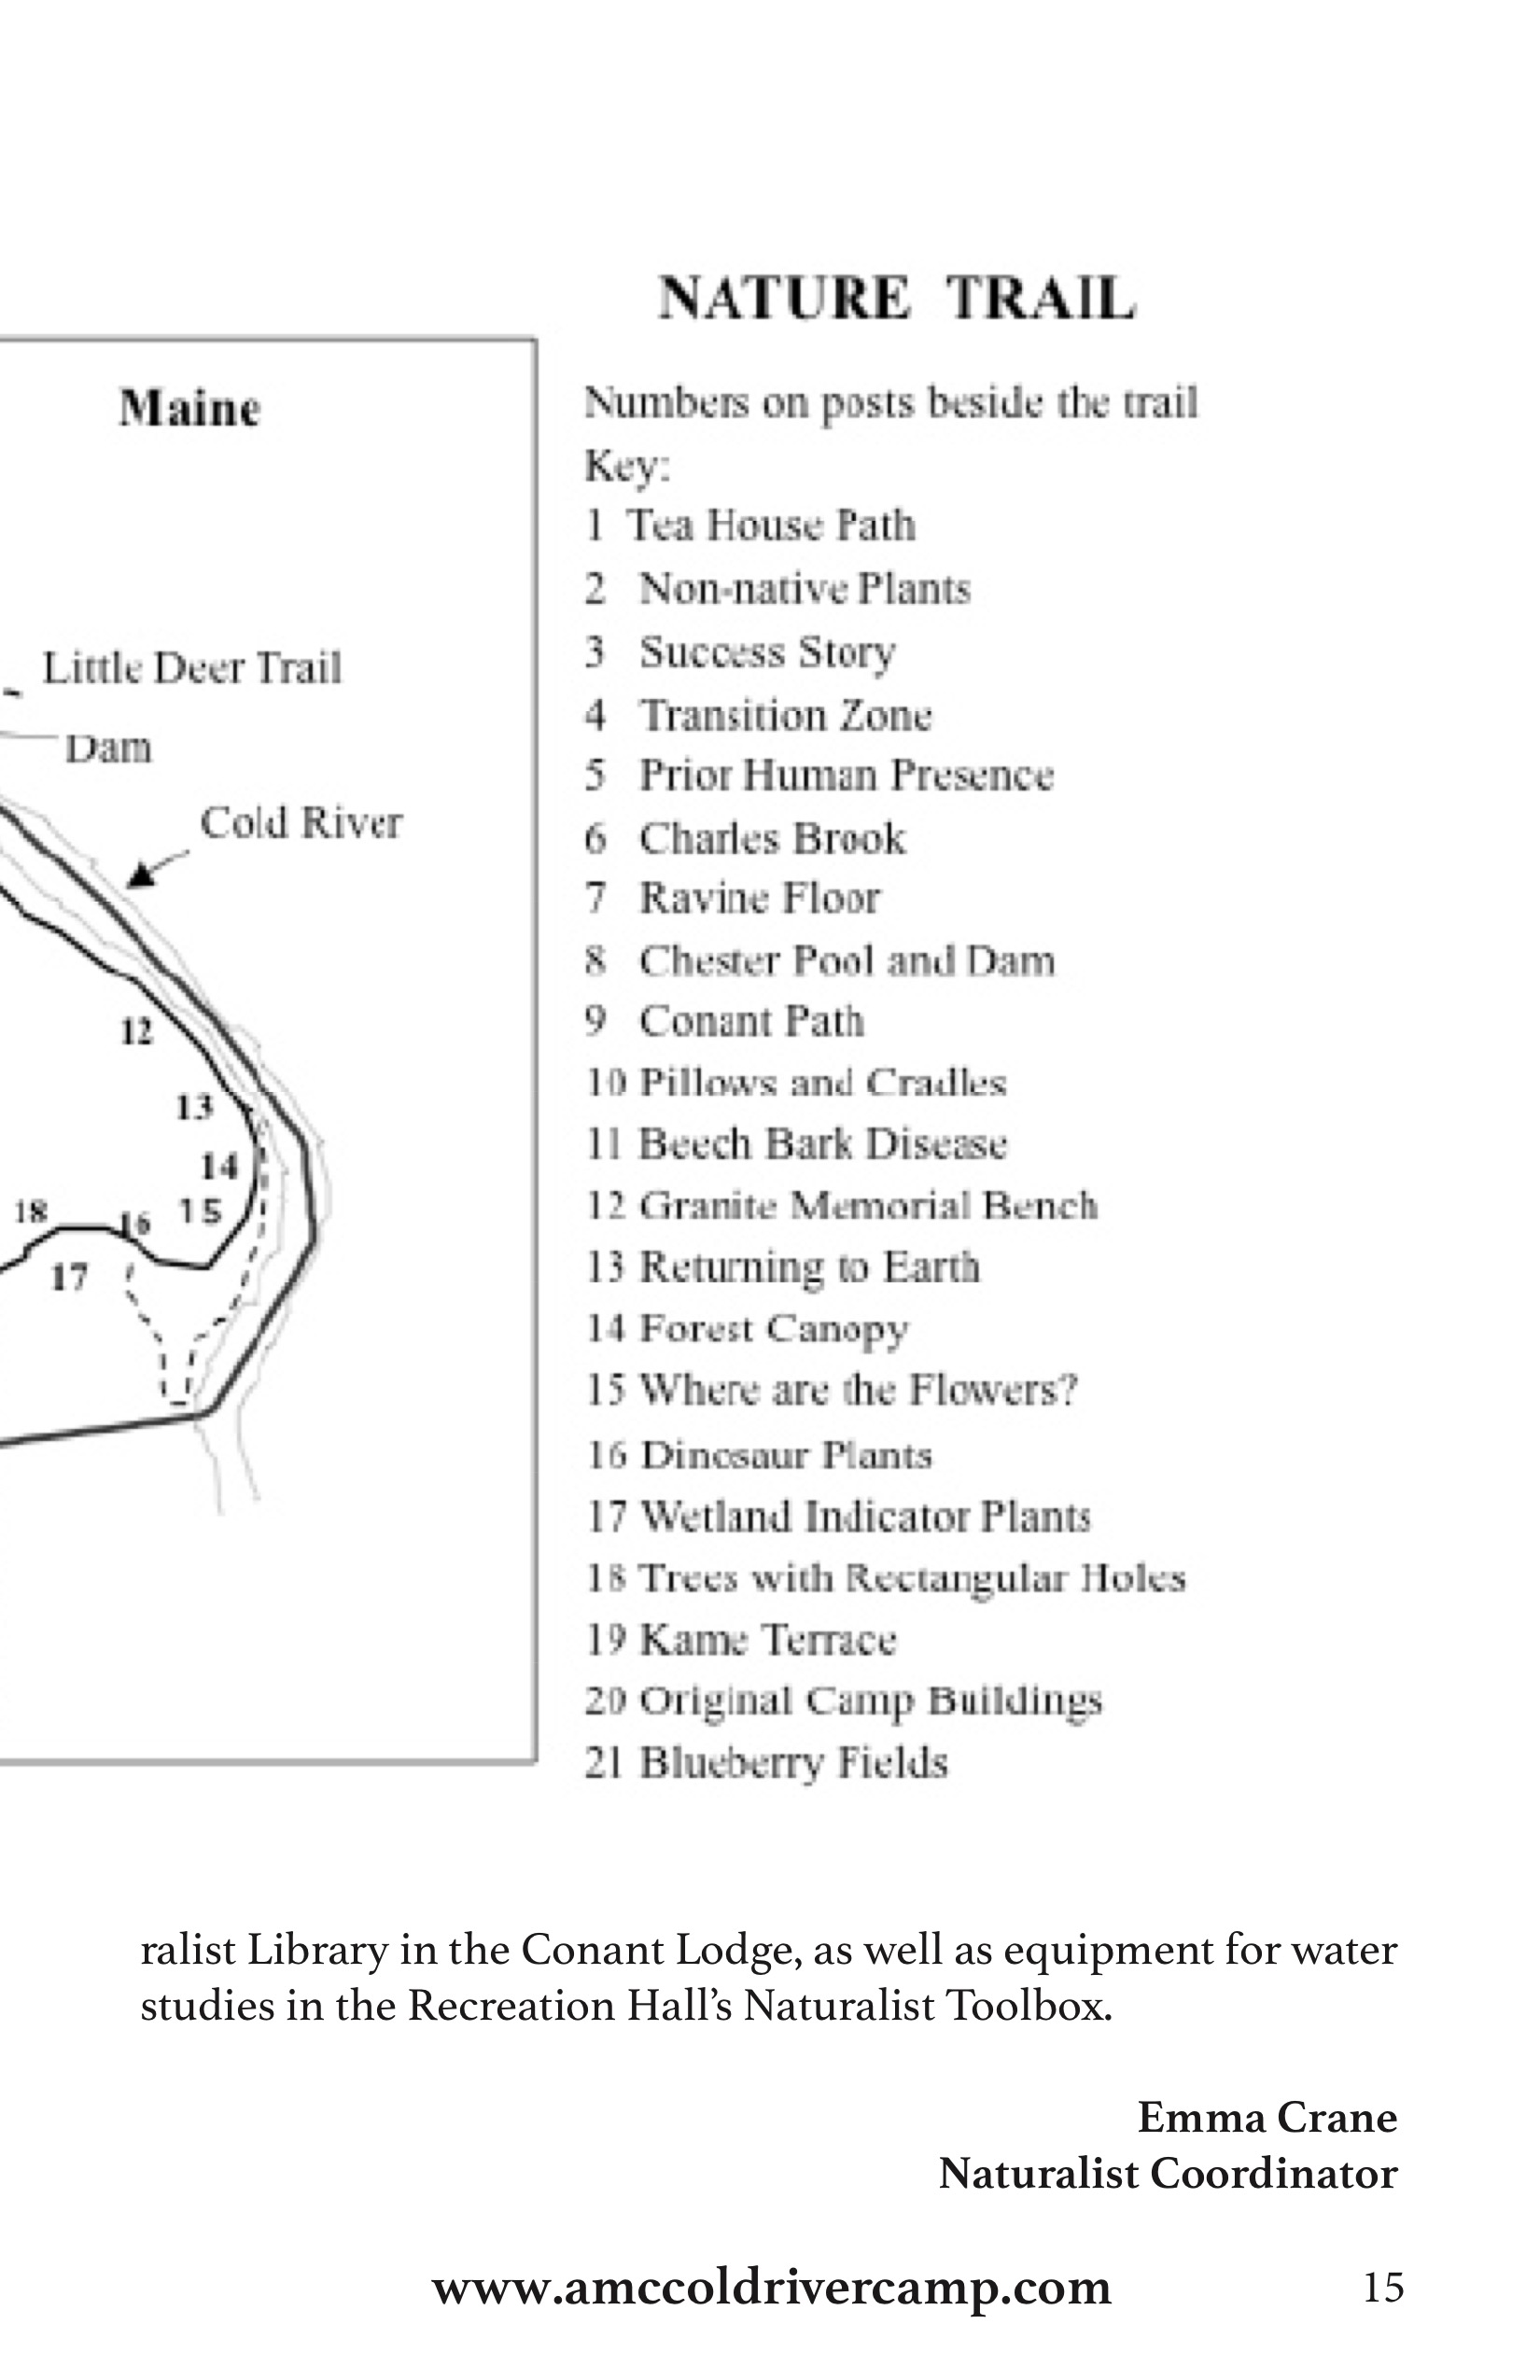 NATURE TRAIL
Maine
Numbers on posts beside the trail
Key:
1 Tea House Path
2 Non-native Plants
3 Success Story
Little Deer Trail
4 Transition Zone
Dam
5 Prior Human Presence
Cold River
6 Charles Brook
7 Ravine Floor
8 Chester Pool and Dam
9 Conant Path
12
10 Pillows and Cradles
13
11 Beech Bark Disease
14
12 Granite Memorial Bench
18
16
15
13 Returning to Earth
17
14 Forest Canopy
15 Where are the Flowers?
16 Dinosaur Plants
17 Wetland Indicator Plants
18 Trees with Rectangular Holes
19 Kame Terrace
20 Original Camp Buildings
21 Blueberry Fields
ralist Library in the Conant Lodge, as well as equipment for water
studies in the Recreation Hall’s Naturalist Toolbox.
Emma Crane
Naturalist Coordinator
www.amccoldrivercamp.com
15